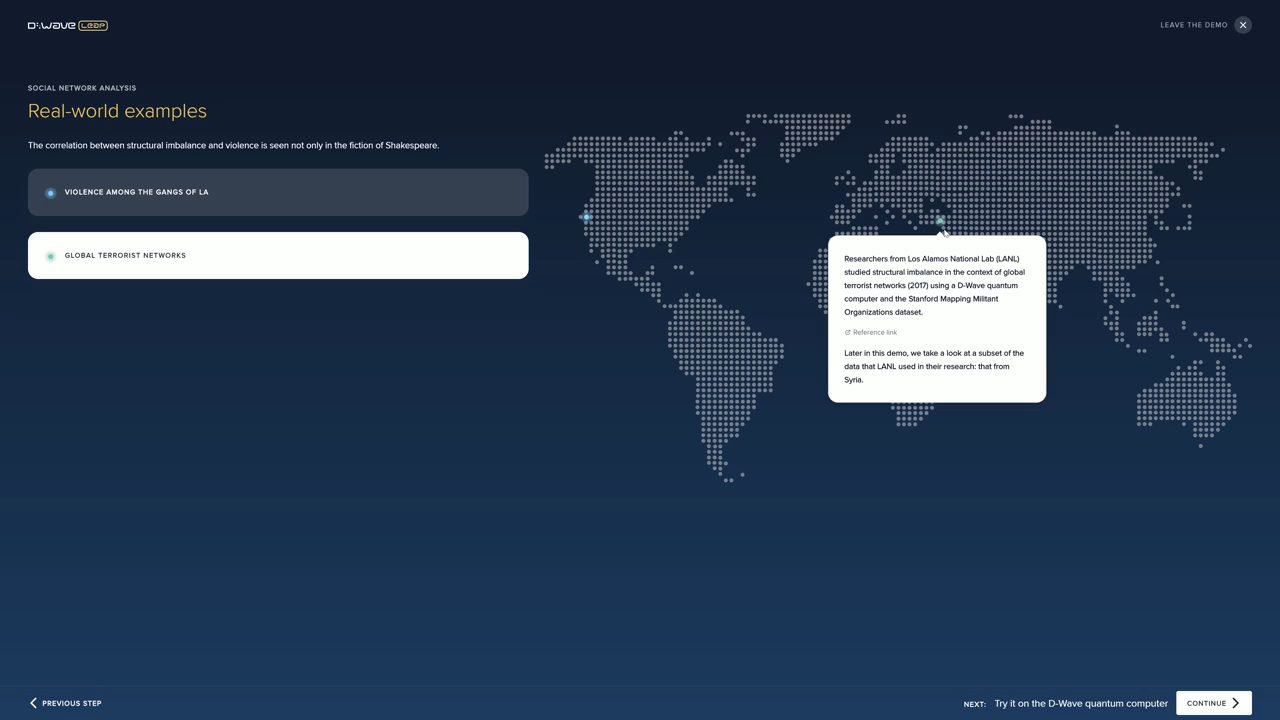 D:Wave Leap
LEAVE THE DEMO
SOCIAL NETWORK ANALYSIS
Real-world examples
The correlation between structural imbalance and violence is seen not only in the fiction of Shakespeare.
VIOLENCE AMONG THE GANGS OF LA
GLOBAL TERRORIST NETWORKS
Researchers from Los Alamos National Lab (LANL)
studied structural imbalance in the context of global
terrorist networks (2017) using a D-Wave quantum
computer and the Stanford Mapping Militant
Organizations dataset.
Reference link
Later in this demo, we take a look at a subset of the
data that LANL used in their research: that from
Syria.
PREVIOUS STEP
NEXT: Try it on the D-Wave quantum computer
CONTINUE